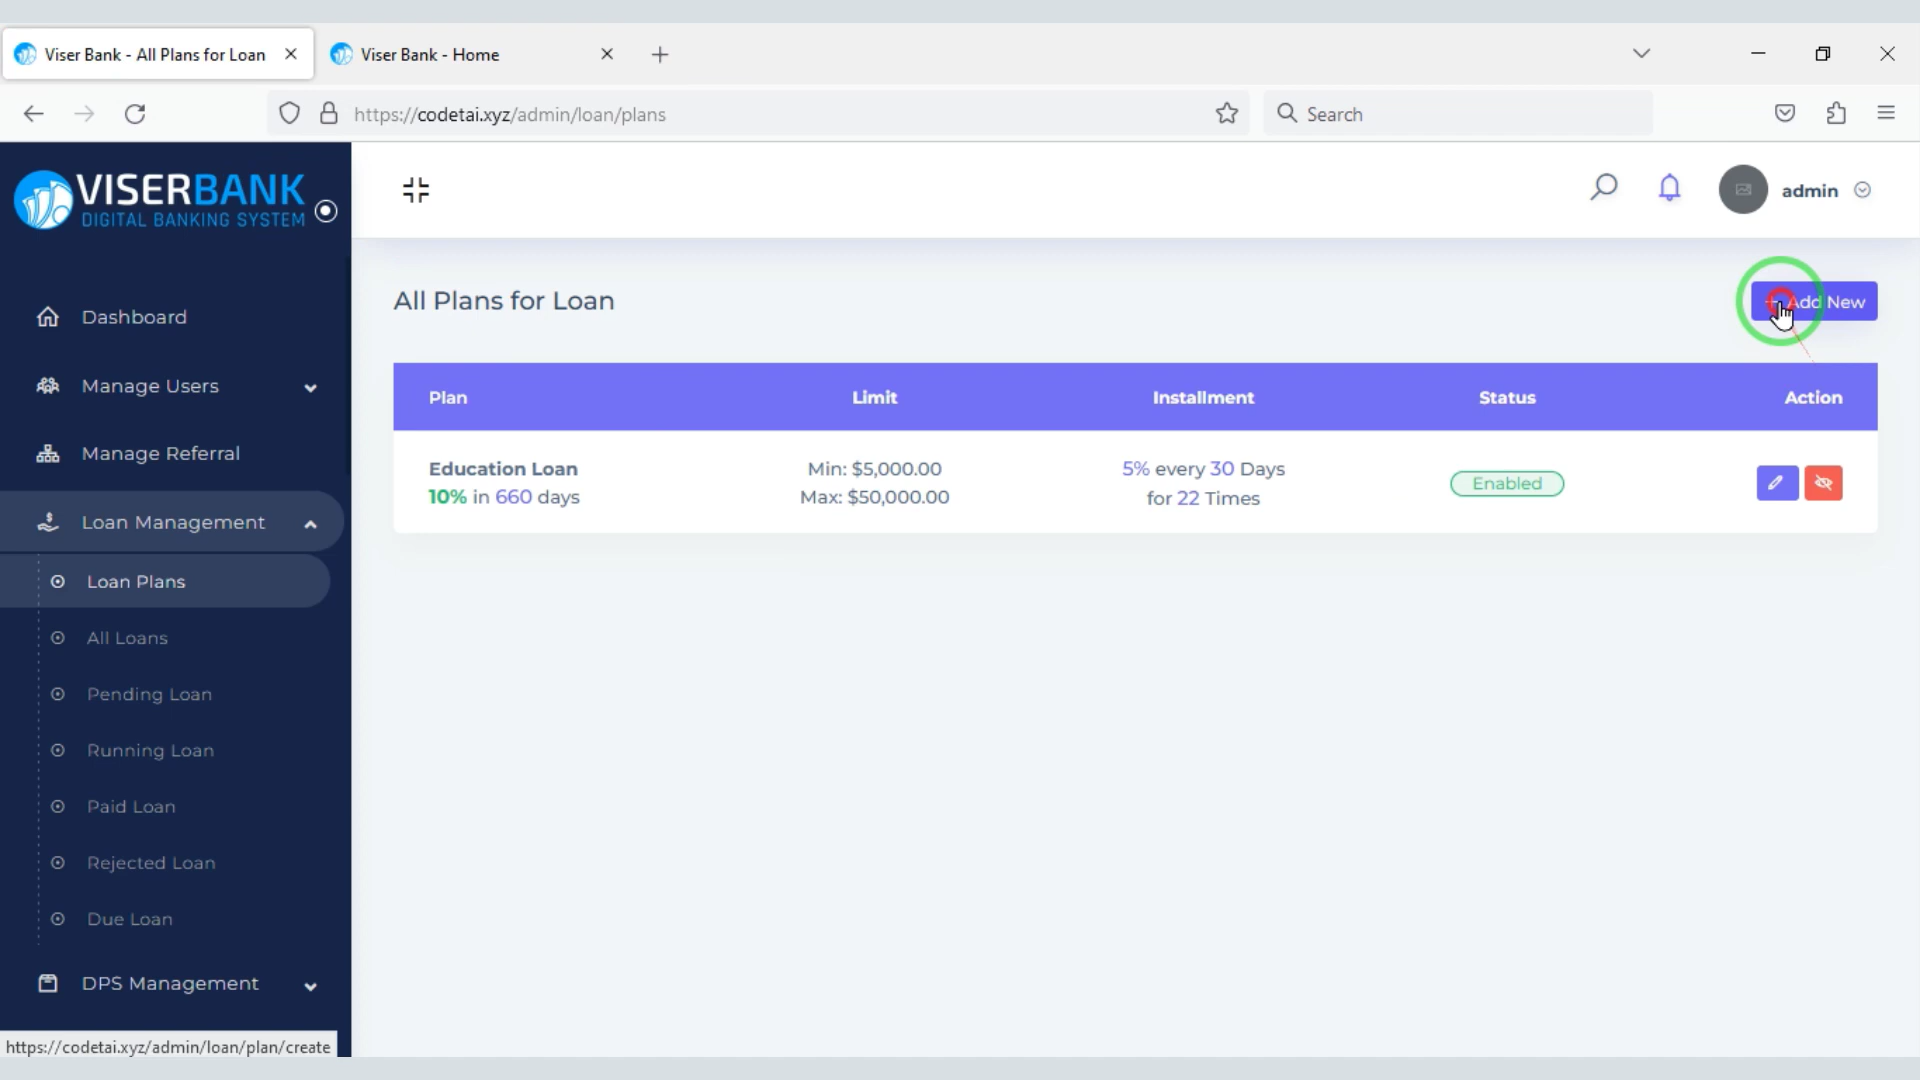 Viser Bank - All Plans for Loan
Viser Bank - Home
https://codetai.xyz/admin/loan/plans
Search
VISERBANK
DIGITAL BANKING SYSTEM
admin
Dashboard
Manage Users
Manage Referral
Loan Management
Loan Plans
All Loans
Pending Loan
Running Loan
Paid Loan
Rejected Loan
Due Loan
DPS Management
https://codetai.xyz/admin/loan/plan/create
All Plans for Loan
+ Add New
Plan Limit Installment Status Action
Education Loan Min: $5,000.00 5% every 30 Days Enabled
10% in 660 days Max: $50,000.00 for 22 Times